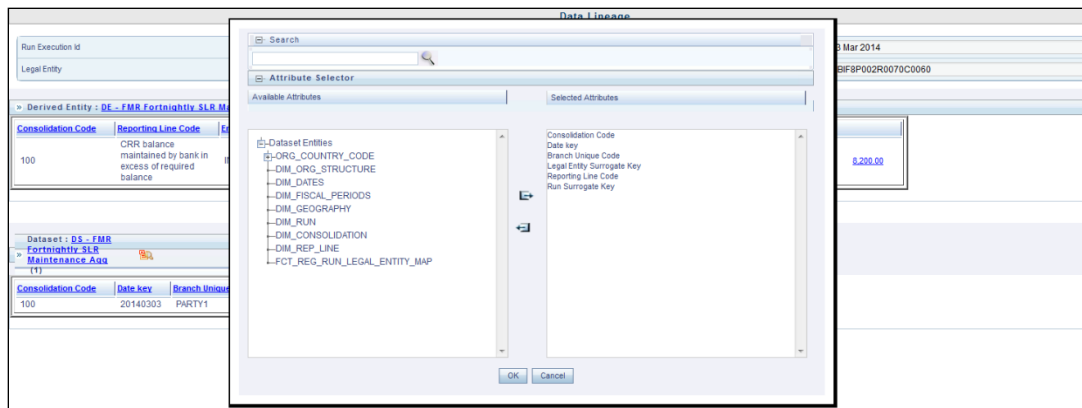 Data Lineage
Run Execution Id
3 Mar 2014
Legal Entity
BIF8P002R0070C0060
» Derived Entity : DE - FMR Fortnightly SLR Ma
Consolidation Code Reporting Line Code
100 CRR balance maintained by bank in excess of required balance
8,200.00
Dataset : DS - FMR
» Fortnightly SLR
Maintenance Agg
(1)
Consolidation Code Date key Branch Unique
100 20140303 PARTY1
Search
Attribute Selector
Available Attributes
Selected Attributes
Dataset Entities
ORG_COUNTRY_CODE
DIM_ORG_STRUCTURE
DIM_DATES
DIM_FISCAL_PERIODS
DIM_GEOGRAPHY
DIM_RUN
DIM_CONSOLIDATION
DIM_REP_LINE
FCT_REG_RUN_LEGAL_ENTITY_MAP
Consolidation Code
Date key
Branch Unique Code
Legal Entity Surrogate Key
Reporting Line Code
Run Surrogate Key
OK Cancel